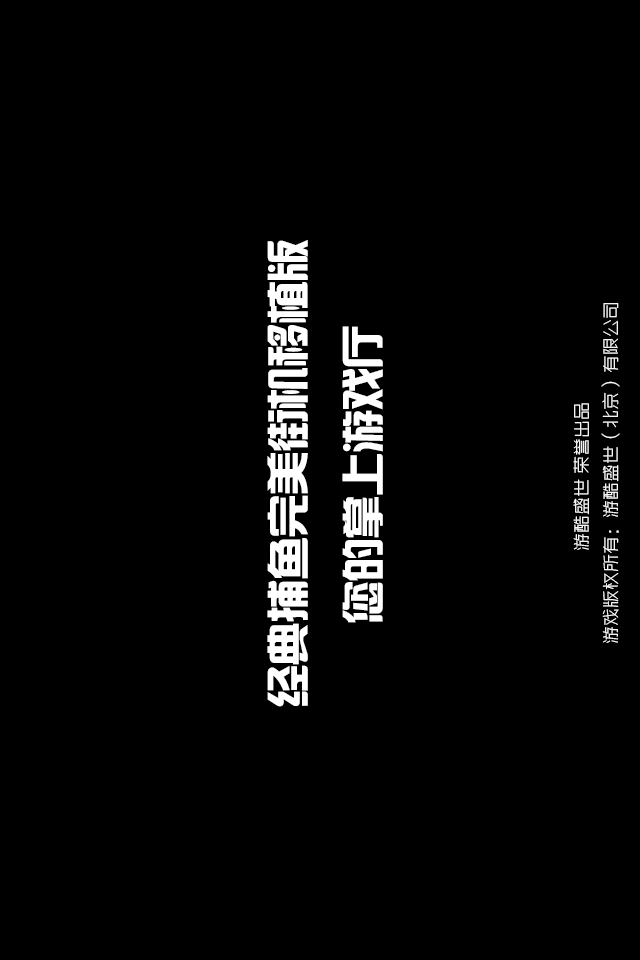 经典捕鱼完美街机移植版
您的掌上游戏厅
游酷盛世 荣誉出品
游戏版权所有：游酷盛世（北京）有限公司